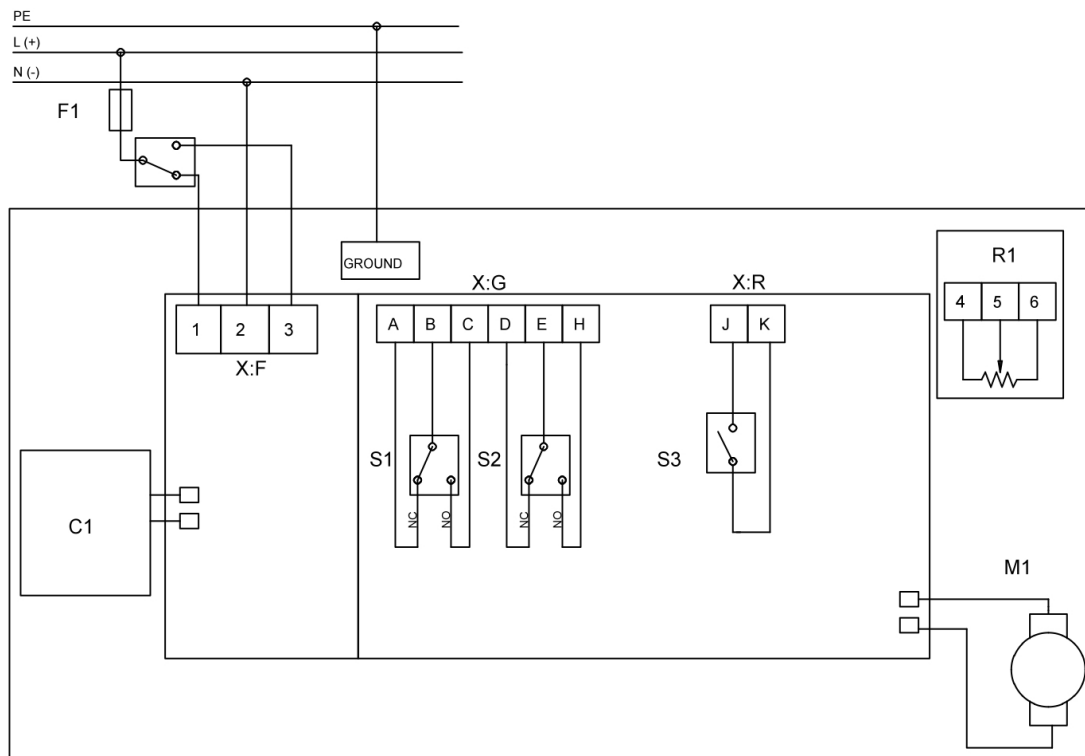 PE
L (+)
N (-)
F1
GROUND
R1
4 5 6
X:G
X:R
1 2 3
X:F
A B C D E H
J K
S1
S2
S3
NC
NO
NC
NO
C1
M1